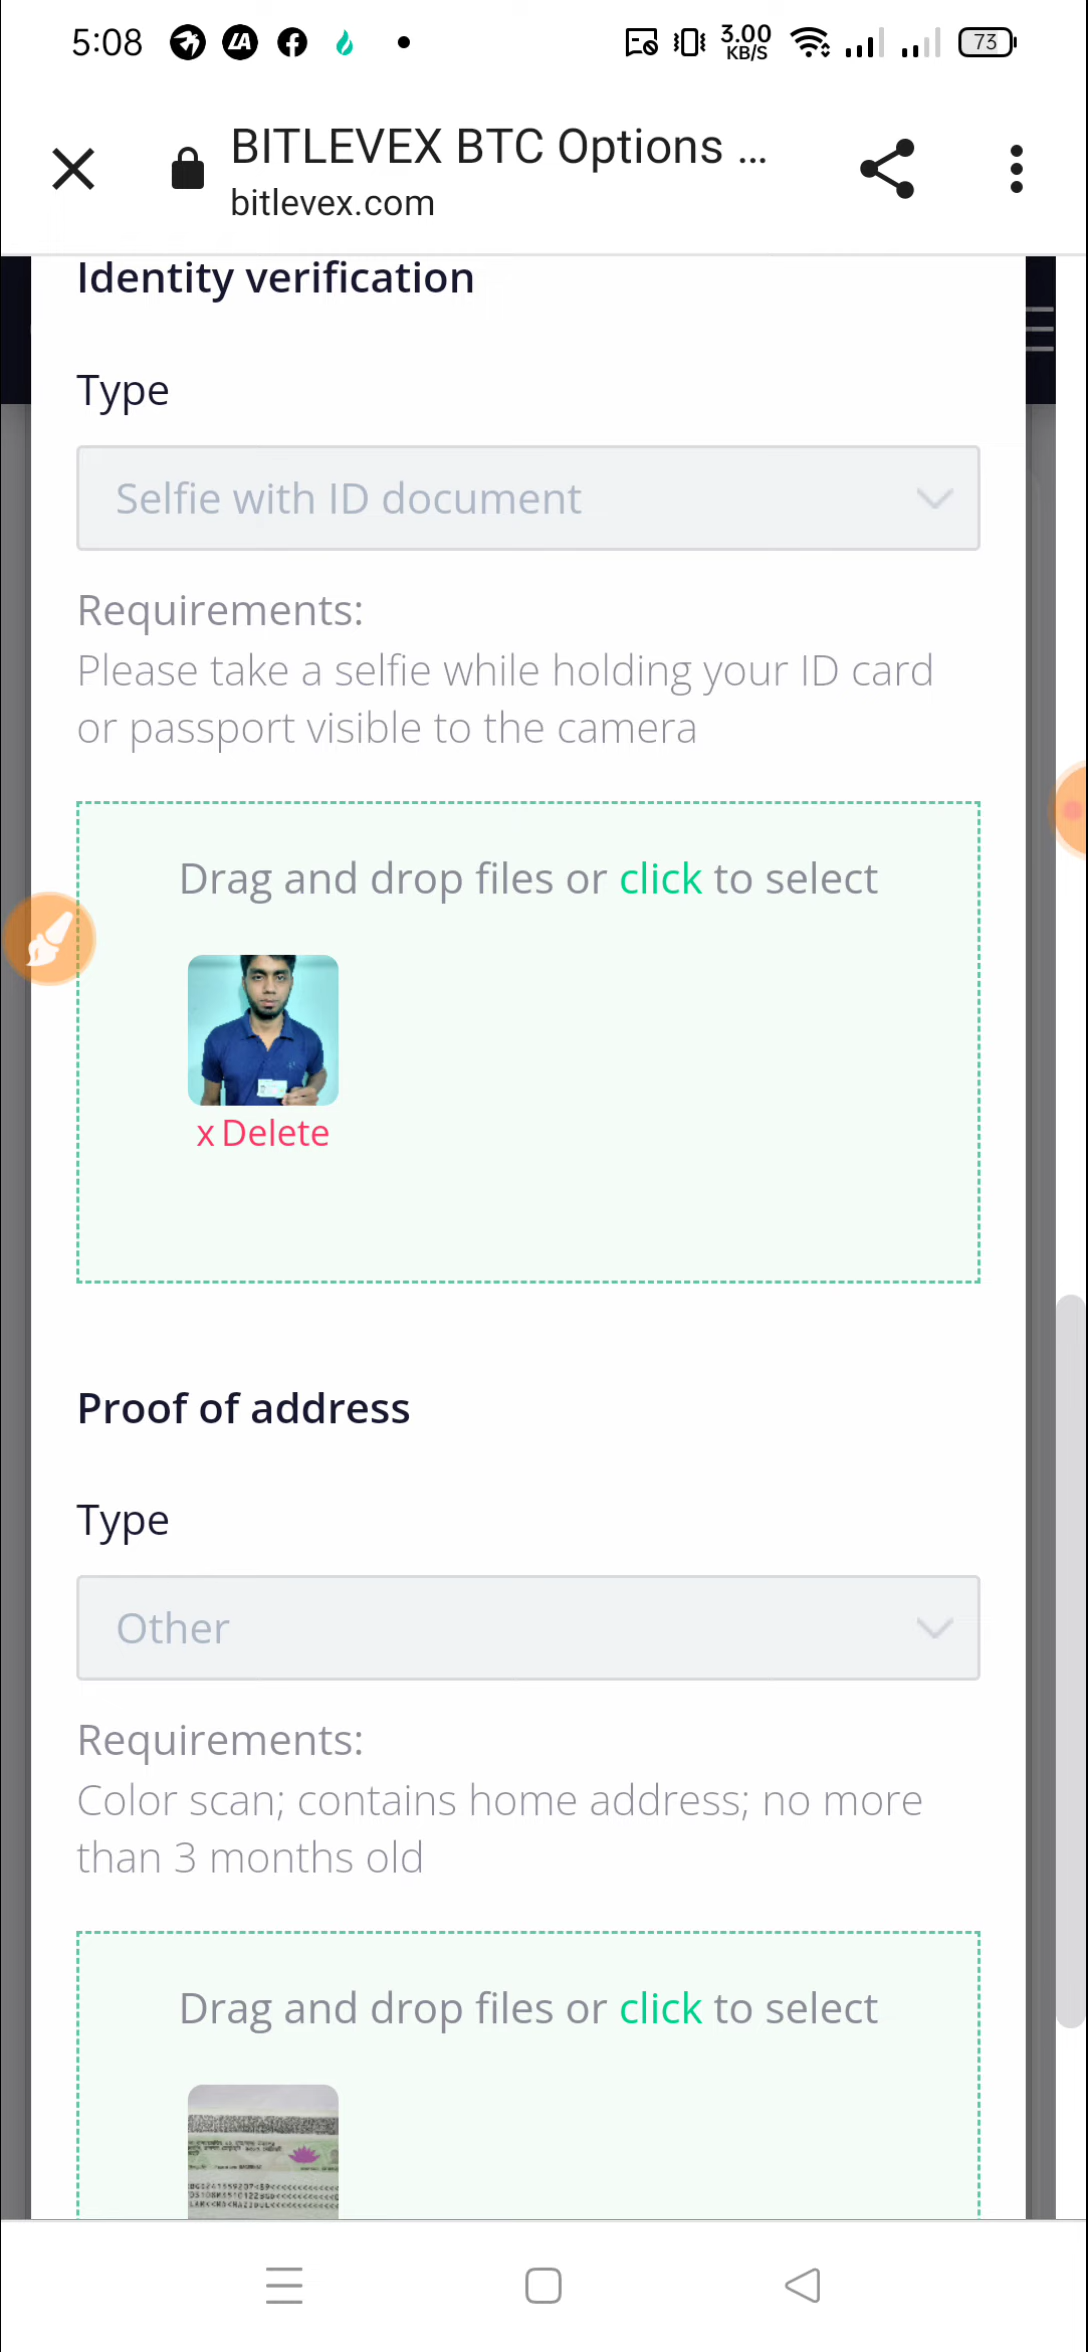 5:08
3.00
KB/S
73
BITLEVEX BTC Options ...
bitlevex.com
Identity verification
Type
Selfie with ID document
Requirements:
Please take a selfie while holding your ID card
or passport visible to the camera
Drag and drop files or click to select
x Delete
Proof of address
Type
Other
Requirements:
Color scan; contains home address; no more
than 3 months old
Drag and drop files or click to select